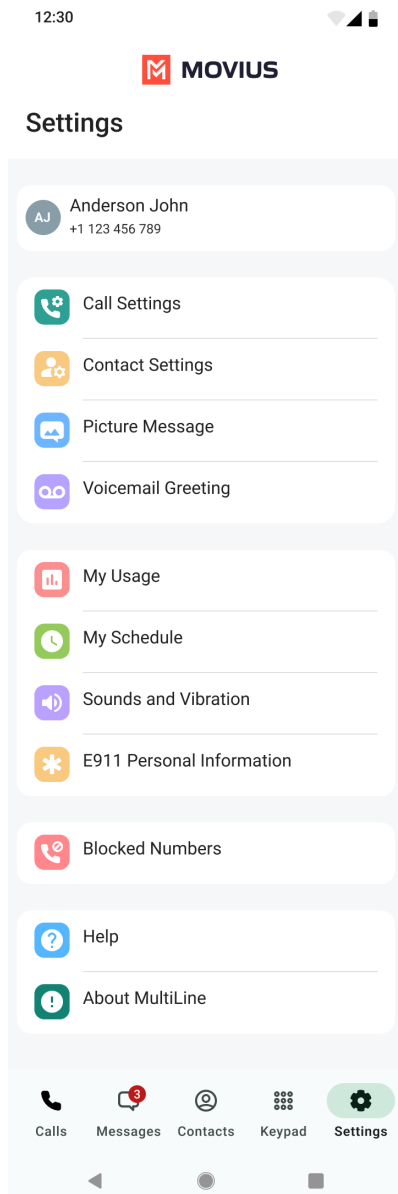 12:30
MOVIUS
Settings
AJ
Anderson John
+1 123 456 789
Call Settings
Contact Settings
Picture Message
Voicemail Greeting
My Usage
My Schedule
Sounds and Vibration
E911 Personal Information
Blocked Numbers
Help
About MultiLine
3
Calls Messages Contacts Keypad Settings